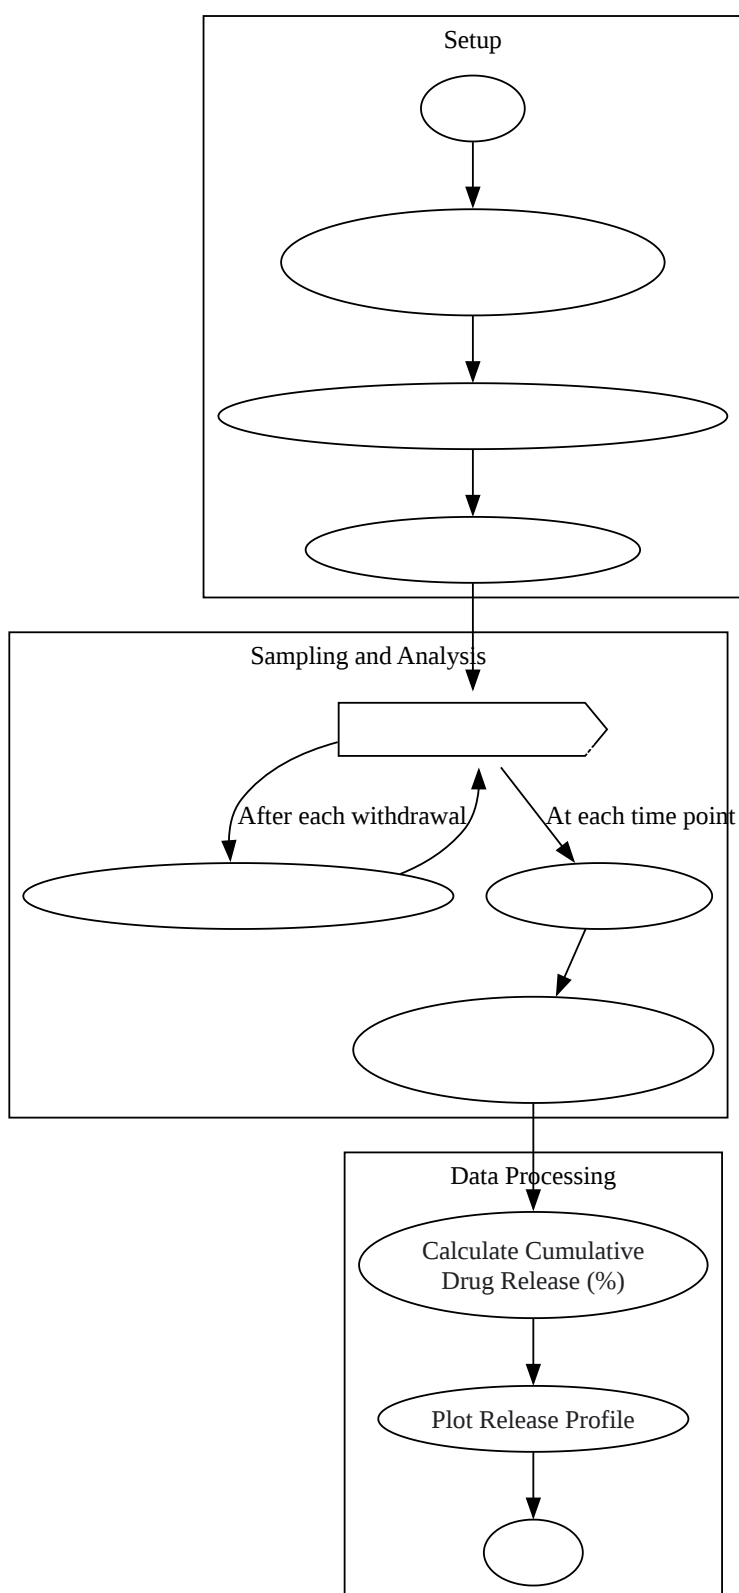 Setup
Sampling and Analysis
After each withdrawal
At each time point
Data Processing
Calculate Cumulative
Drug Release (%)
Plot Release Profile